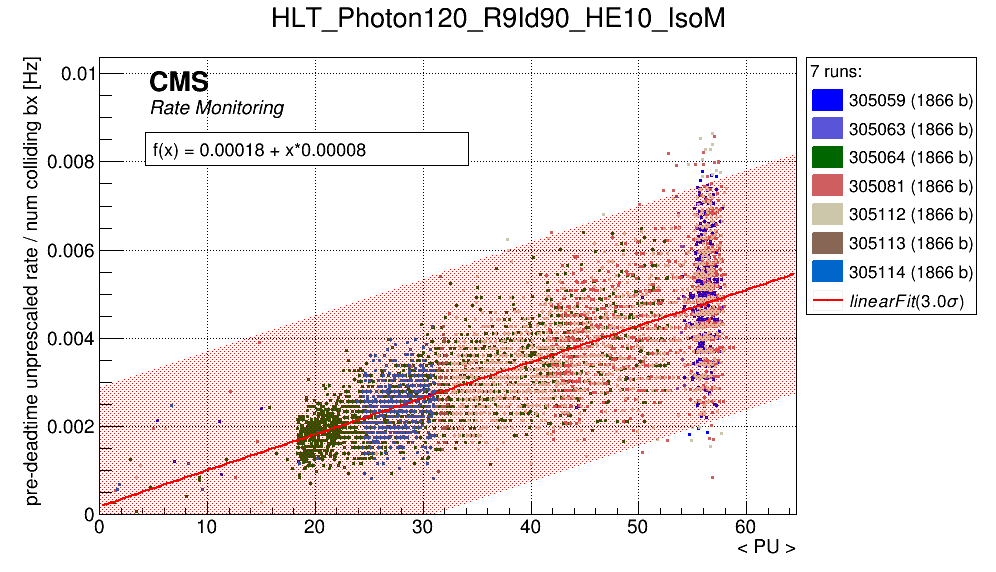 HLT_Photon120_R9Id90_HE10_IsoM
pre-deadtime unprescaled rate / num colliding bx [Hz]
0.01
0.008
0.006
0.004
0.002
0
CMS
Rate Monitoring
f(x) = 0.00018 + x*0.00008
0 10 20 30 40 50 60
< PU >
7 runs:
305059 (1866 b)
305063 (1866 b)
305064 (1866 b)
305081 (1866 b)
305112 (1866 b)
305113 (1866 b)
305114 (1866 b)
linearFit(3.0σ)